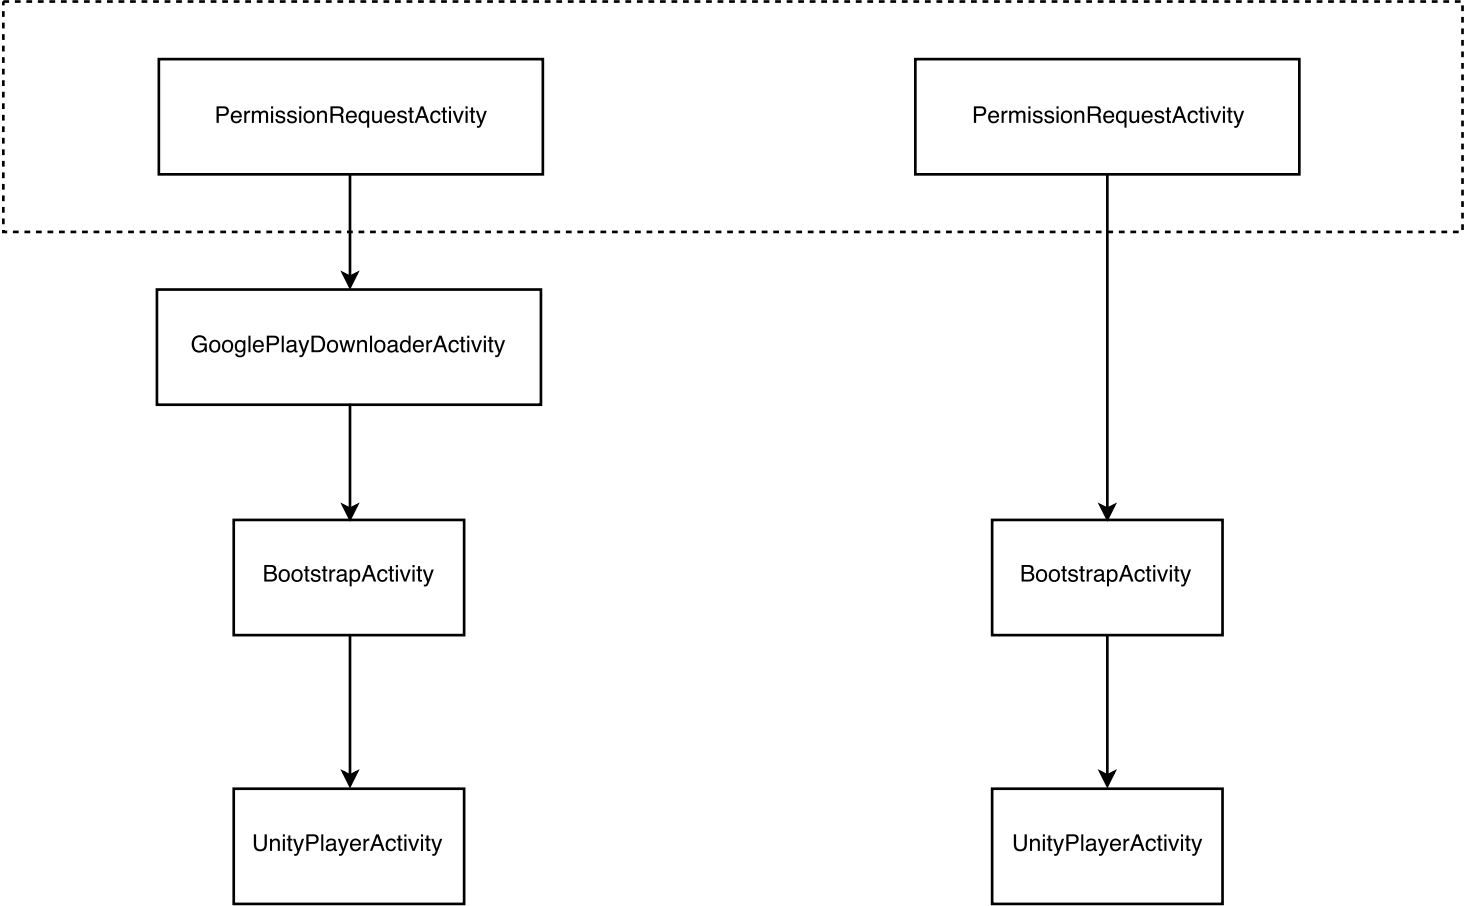 PermissionRequestActivity
PermissionRequestActivity
GooglePlayDownloaderActivity
BootstrapActivity
BootstrapActivity
UnityPlayerActivity
UnityPlayerActivity